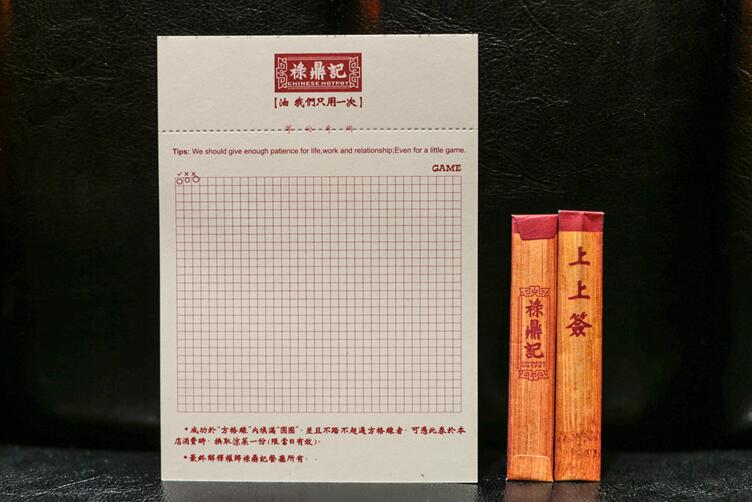 祿鼎記
CHINESE HOTPOT
【油 我們只用一次】
Tips: We should give enough patience for life,work and relationship;Even for a little game.
GAME
*成功於"方格線"內填滿"圓圈"，並且不踏不超過方格線者，可憑此券於本
店消費時，換取涼菜一份(限當日有效)。
*最終解釋權歸祿鼎記餐廳所有。
祿鼎記
CHINESE
HOTPOT
上上簽